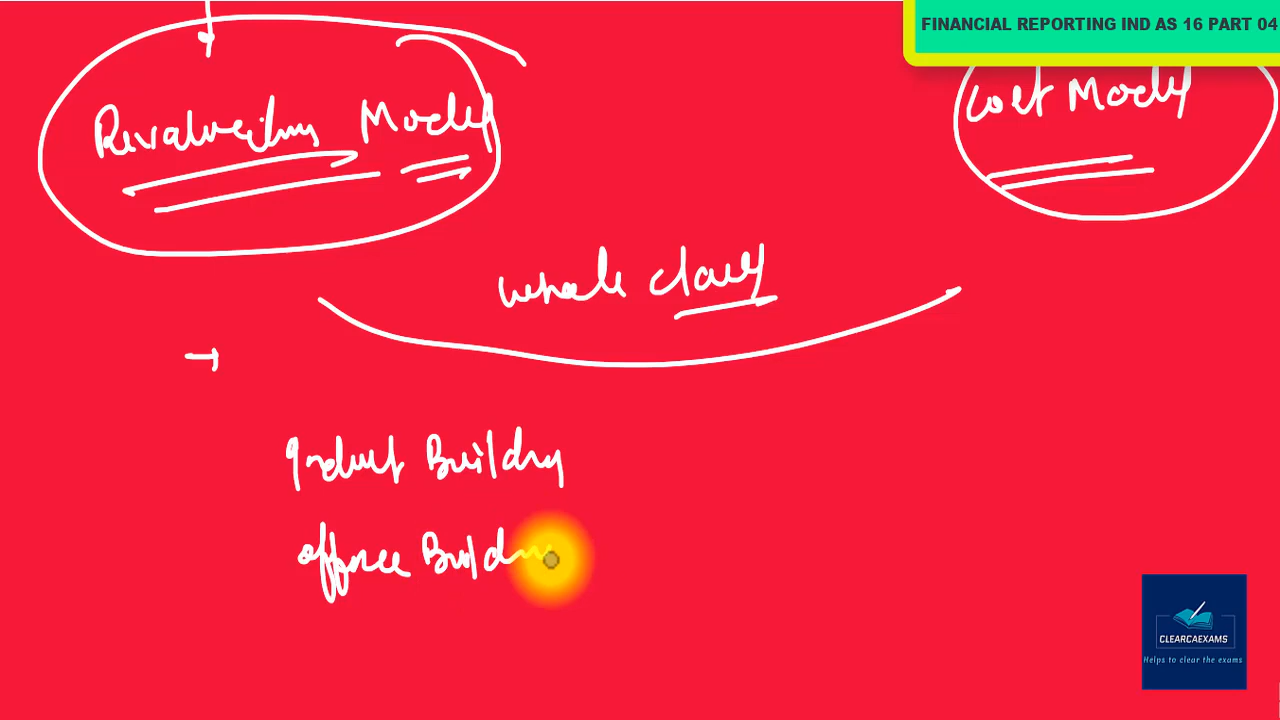 FINANCIAL REPORTING IND AS 16 PART 04
Revaluation Model
Cost Model
whole class
product Building
office Building
CLEARCAEXAMS
Helps to clear the exams